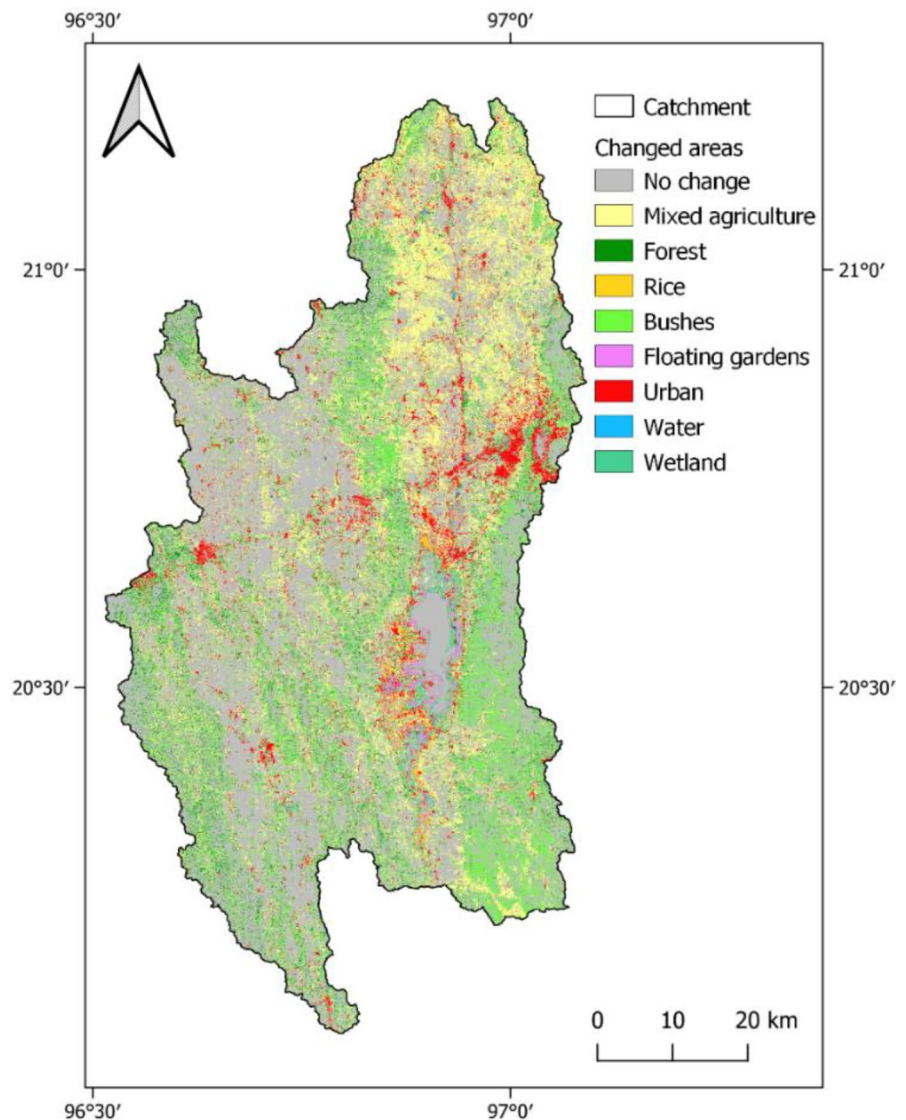 96°30′ 97°0′
Catchment
Changed areas
No change
Mixed agriculture
Forest
21°0′ 21°0′
Rice
Bushes
Floating gardens
Urban
Water
Wetland
20°30′ 20°30′
0 10 20 km
96°30′ 97°0′